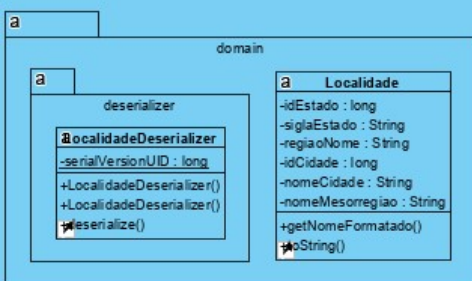 a
domain
a
deserializer
a
LocalidadeDeserializer
-serialVersionUID : long
+LocalidadeDeserializer()
+LocalidadeDeserializer()
deserialize()
a
Localidade
-idEstado : long
-siglaEstado : String
-regiaoNome : String
-idCidade : long
-nomeCidade : String
-nomeMesorregiao : String
+getNomeFormatado()
toString()